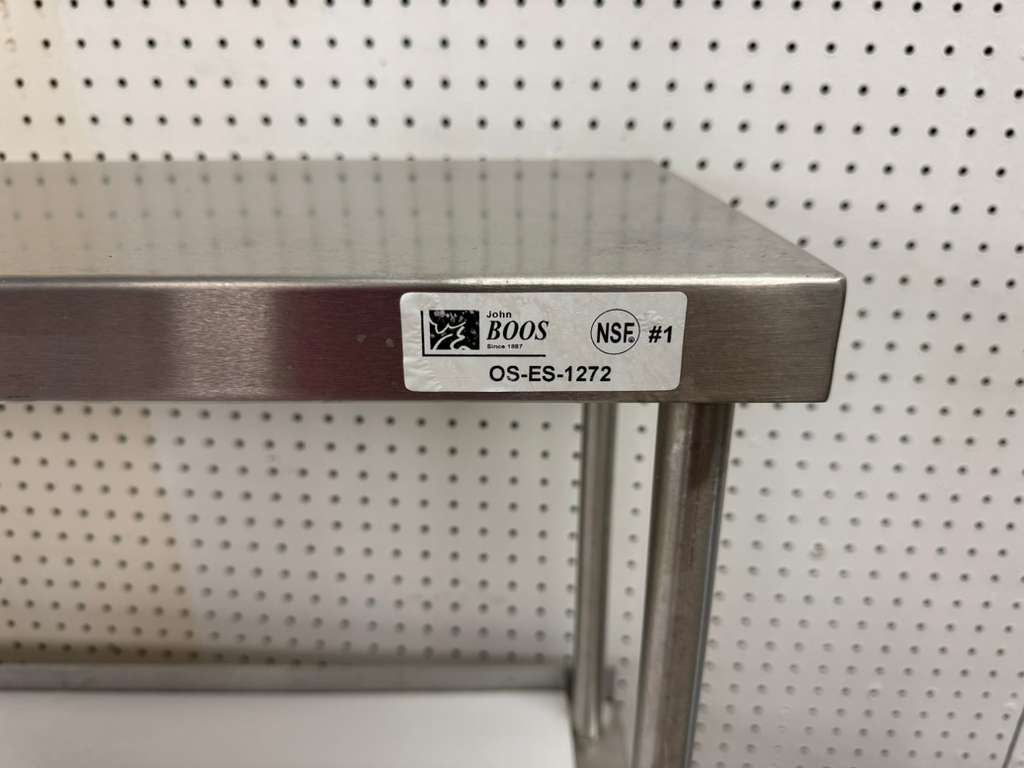 John
BOOS
Since 1887
NSF®
#1
OS-ES-1272